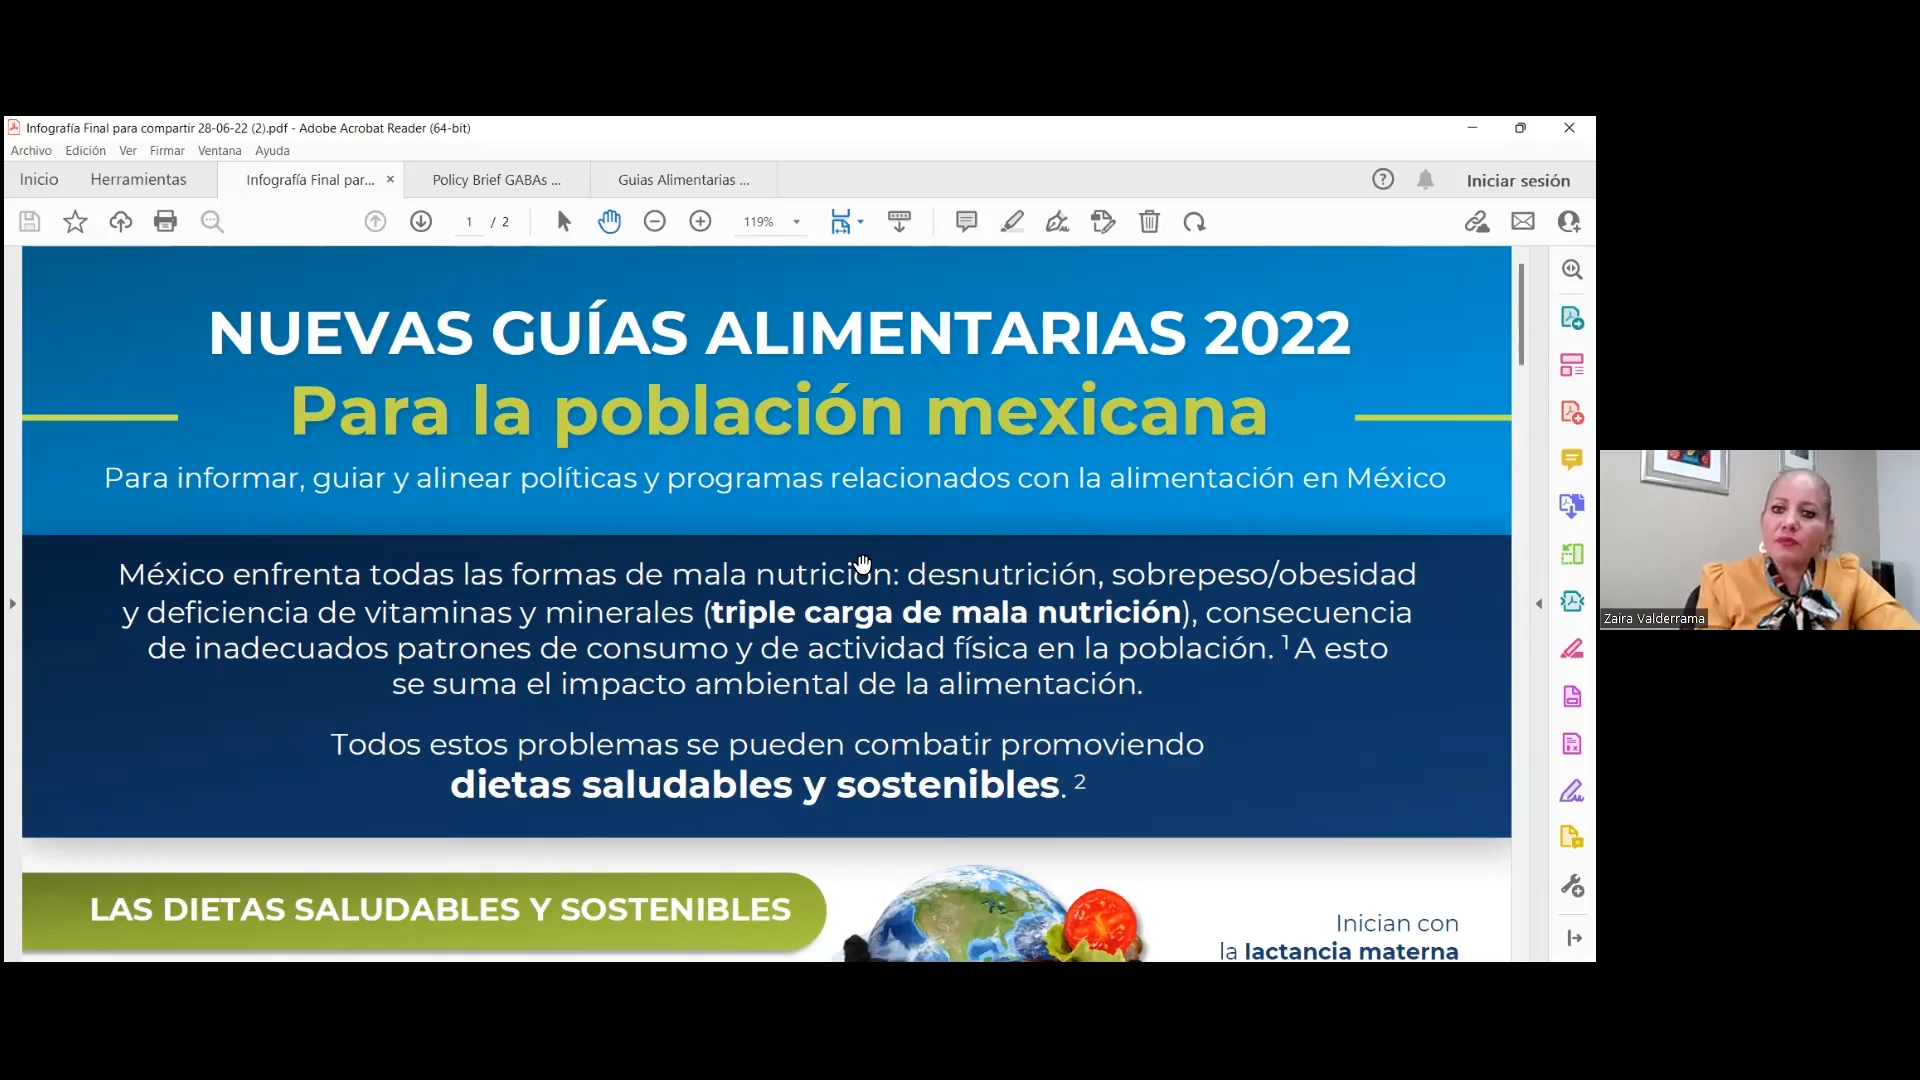 Infografía Final para compartir 28-06-22 (2).pdf - Adobe Acrobat Reader (64-bit)
Archivo Edición Ver Firmar Ventana Ayuda
Inicio Herramientas Infografía Final par... × Policy Brief GABAs ... Guias Alimentarias ... Iniciar sesión
1 / 2 119%
NUEVAS GUÍAS ALIMENTARIAS 2022
Para la población mexicana
Para informar, guiar y alinear políticas y programas relacionados con la alimentación en México
México enfrenta todas las formas de mala nutrición: desnutrición, sobrepeso/obesidad
y deficiencia de vitaminas y minerales (triple carga de mala nutrición), consecuencia
de inadecuados patrones de consumo y de actividad física en la población. ¹ A esto
se suma el impacto ambiental de la alimentación.
Todos estos problemas se pueden combatir promoviendo
dietas saludables y sostenibles. ²
LAS DIETAS SALUDABLES Y SOSTENIBLES
Inician con
la lactancia materna
Zaira Valderrama